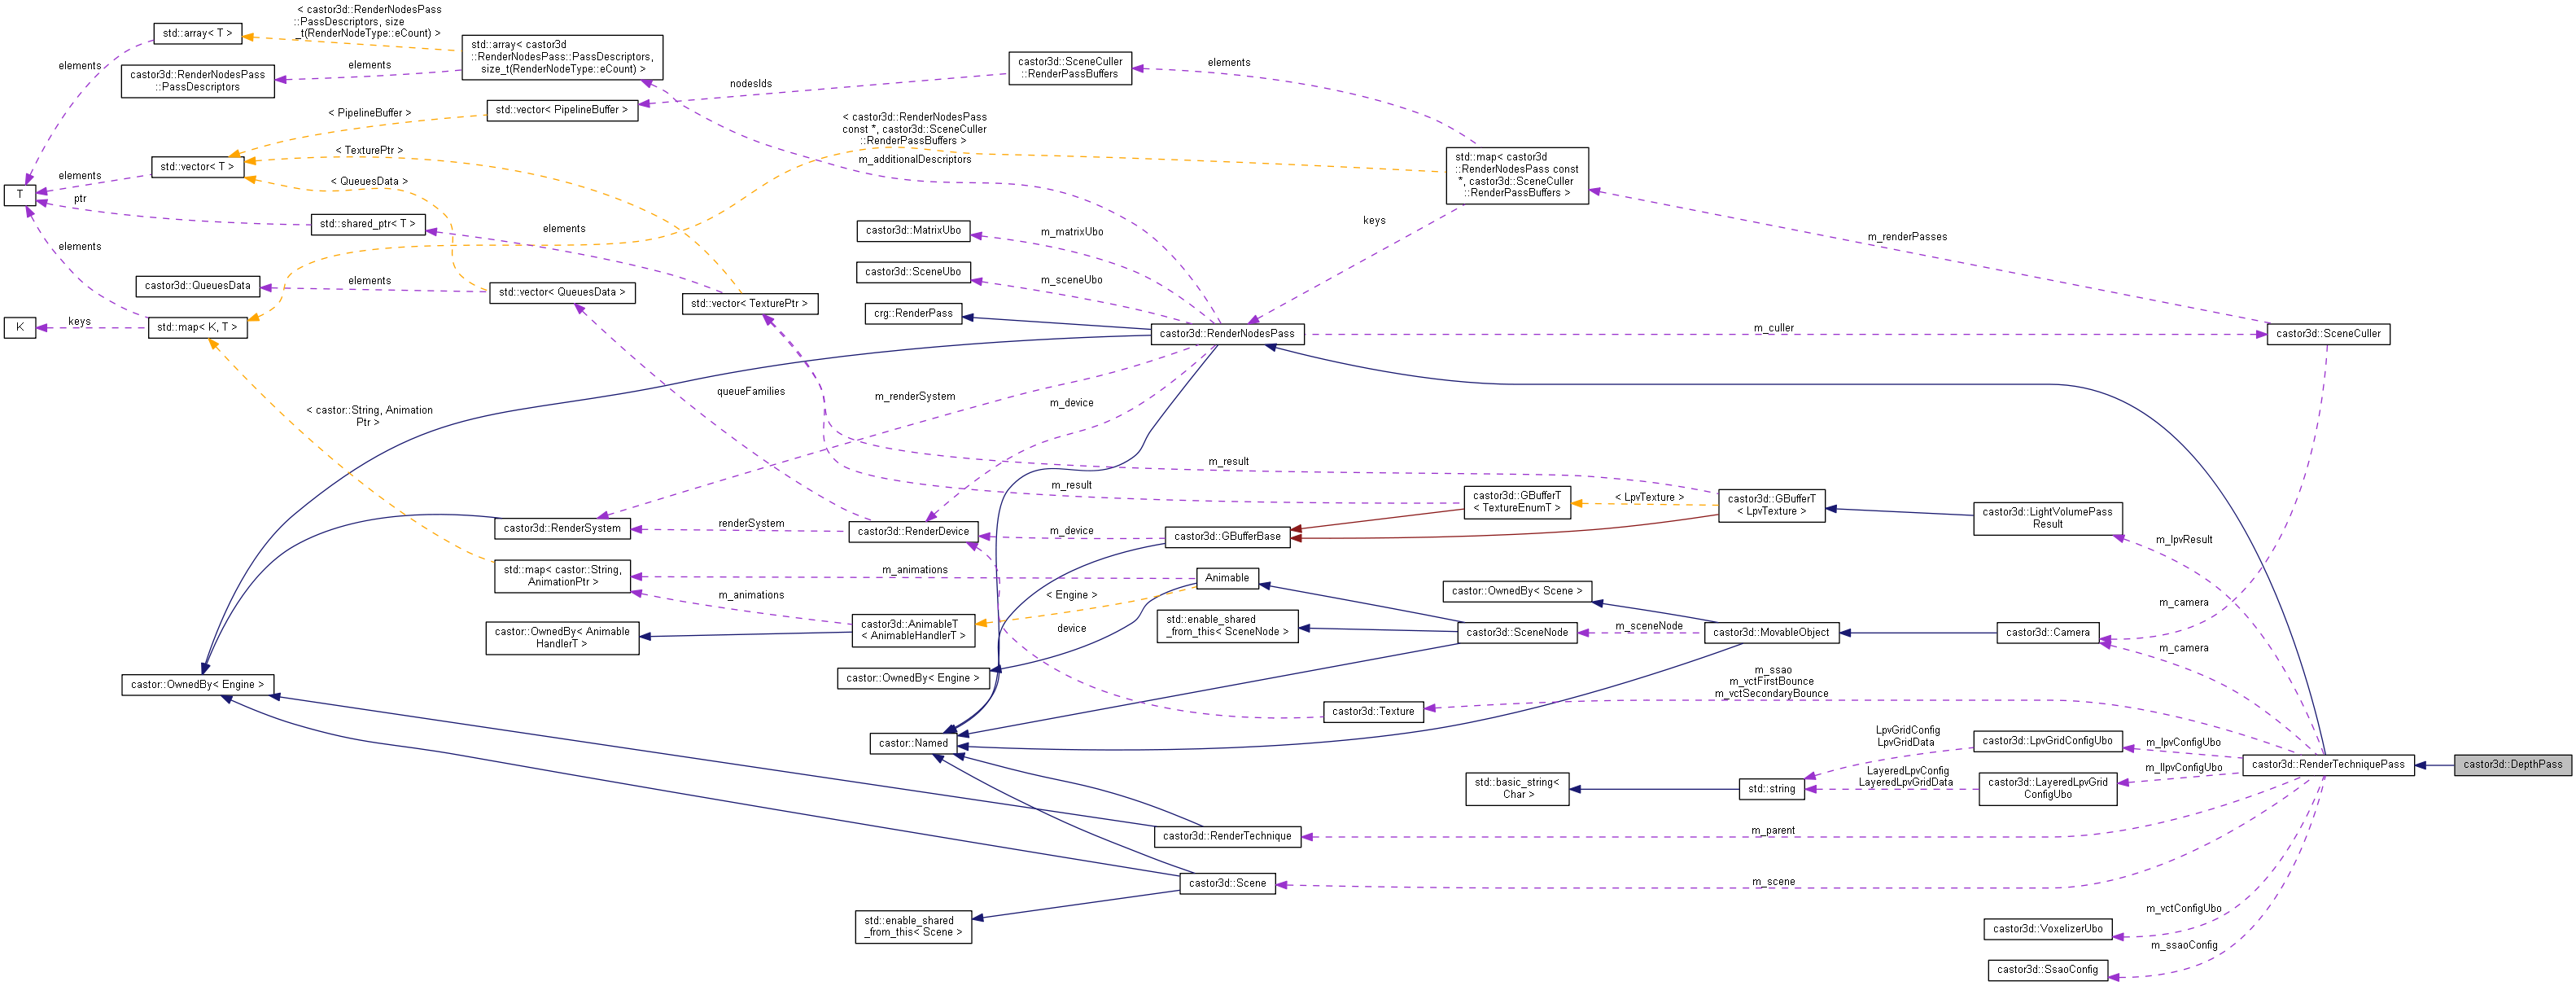 < castor3d::RenderNodesPass
::PassDescriptors, size
_t(RenderNodeType::eCount) >
std::array< T >
elements
castor3d::RenderNodesPass
::PassDescriptors
elements
std::array< castor3d
::RenderNodesPass::PassDescriptors,
size_t(RenderNodeType::eCount) >
nodesIds
castor3d::SceneCuller
::RenderPassBuffers
elements
< PipelineBuffer >
std::vector< PipelineBuffer >
< castor3d::RenderNodesPass
const *, castor3d::SceneCuller
::RenderPassBuffers >
m_additionalDescriptors
std::map< castor3d
::RenderNodesPass const
*, castor3d::SceneCuller
::RenderPassBuffers >
< TexturePtr >
std::vector< T >
elements
T
ptr
< QueuesData >
std::shared_ptr< T >
elements
elements
castor3d::MatrixUbo
m_matrixUbo
keys
m_renderPasses
castor3d::SceneUbo
m_sceneUbo
castor3d::QueuesData
elements
std::vector< QueuesData >
std::vector< TexturePtr >
crg::RenderPass
K
keys
std::map< K, T >
castor3d::RenderNodesPass
m_culler
castor3d::SceneCuller
queueFamilies
m_renderSystem
m_device
< castor::String, Animation
Ptr >
m_result
m_result
castor3d::GBufferT
< TextureEnumT >
< LpvTexture >
castor3d::GBufferT
< LpvTexture >
castor3d::LightVolumePass
Result
castor3d::RenderSystem
renderSystem
castor3d::RenderDevice
m_device
castor3d::GBufferBase
m_lpvResult
std::map< castor::String,
AnimationPtr >
m_animations
Animable
m_animations
< Engine >
castor::OwnedBy< Scene >
m_camera
castor::OwnedBy< Animable
HandlerT >
castor3d::AnimableT
< AnimableHandlerT >
device
std::enable_shared
_from_this< SceneNode >
castor3d::SceneNode
m_sceneNode
castor3d::MovableObject
castor3d::Camera
m_camera
castor::OwnedBy< Engine >
castor::OwnedBy< Engine >
m_ssao
m_vctFirstBounce
m_vctSecondaryBounce
castor3d::Texture
castor::Named
LpvGridConfig
LpvGridData
castor3d::LpvGridConfigUbo
m_lpvConfigUbo
castor3d::RenderTechniquePass
castor3d::DepthPass
std::basic_string<
Char >
std::string
LayeredLpvConfig
LayeredLpvGridData
castor3d::LayeredLpvGrid
ConfigUbo
m_llpvConfigUbo
castor3d::RenderTechnique
m_parent
castor3d::Scene
m_scene
std::enable_shared
_from_this< Scene >
castor3d::VoxelizerUbo
m_vctConfigUbo
castor3d::SsaoConfig
m_ssaoConfig